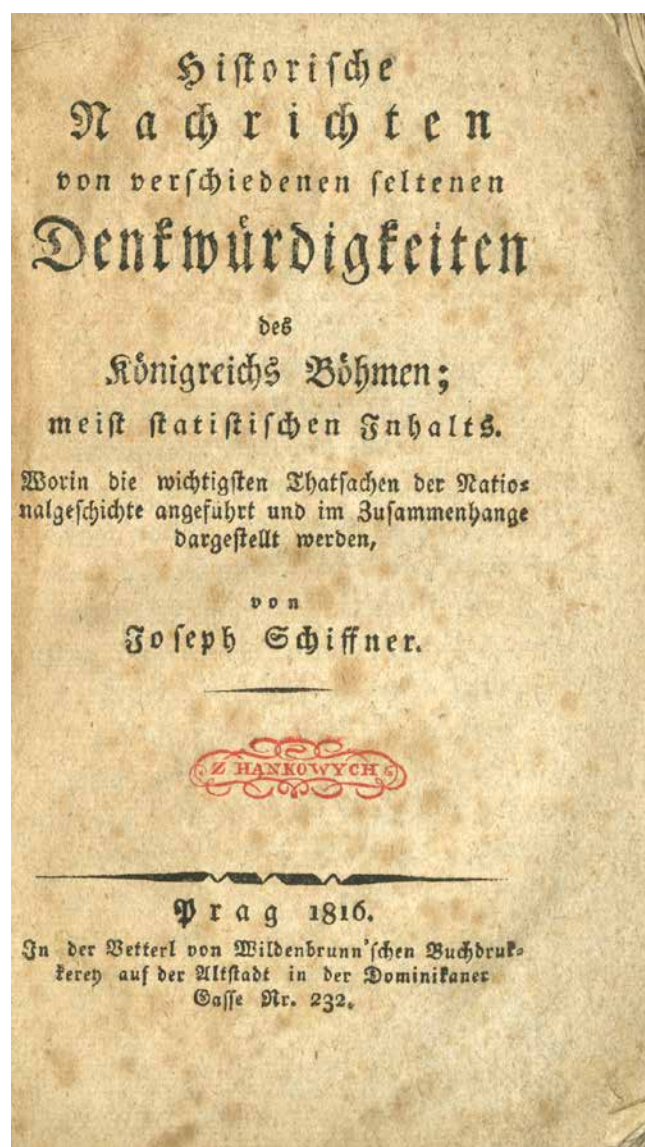 Historische
Nachrichten
von verschiedenen seltenen
Denkwürdigkeiten
des
Königreichs Böhmen;
meist statistischen Inhalts.
Worin die wichtigsten Thatsachen der Natio=
nalgeschichte angeführt und im Zusammenhange
dargestellt werden,
von
Joseph Schiffner.
Z HANKOWYCH
Prag 1816.
In der Vetterl von Wildenbrunn'schen Buchdruk=
kerey auf der Altstadt in der Dominikaner
Gasse Nr. 232.